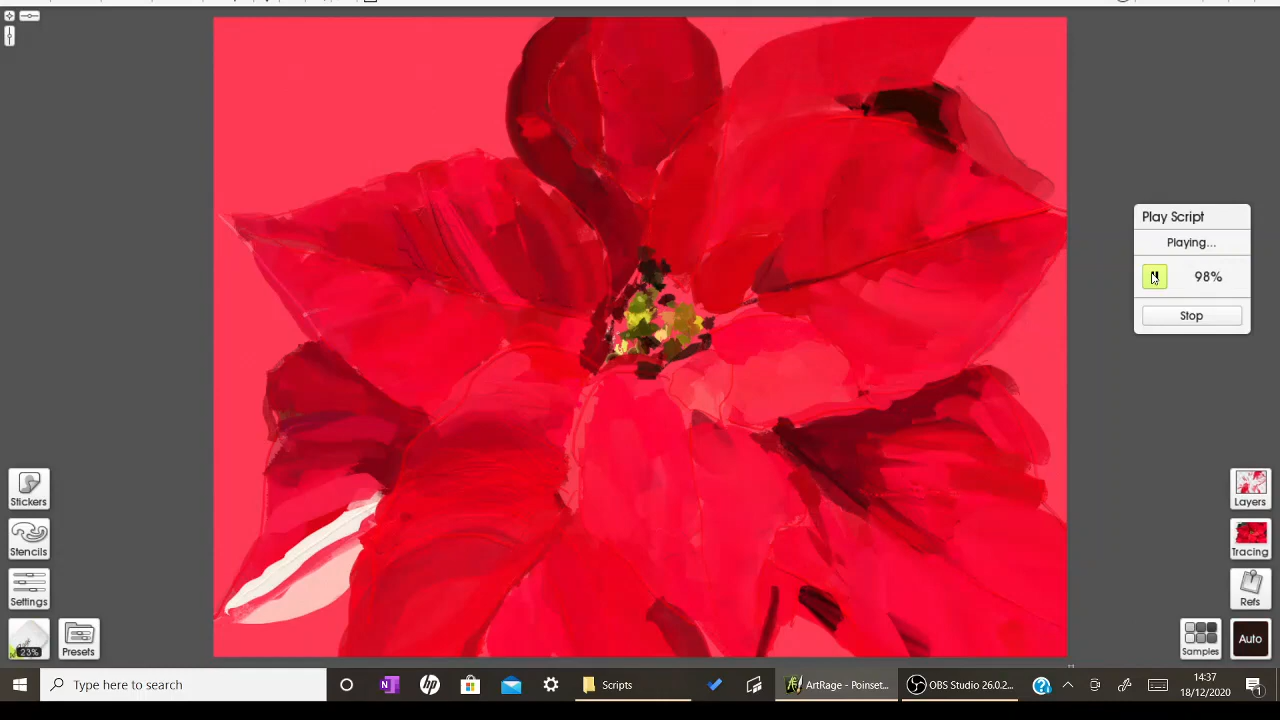 Play Script
Playing...
98%
Stop
Stickers
Stencils
Settings
23%
Presets
Layers
Tracing
Refs
Samples
Auto
Type here to search
Scripts
ArtRage - Poinset...
OBS Studio 26.0.2...
14:37
18/12/2020
1